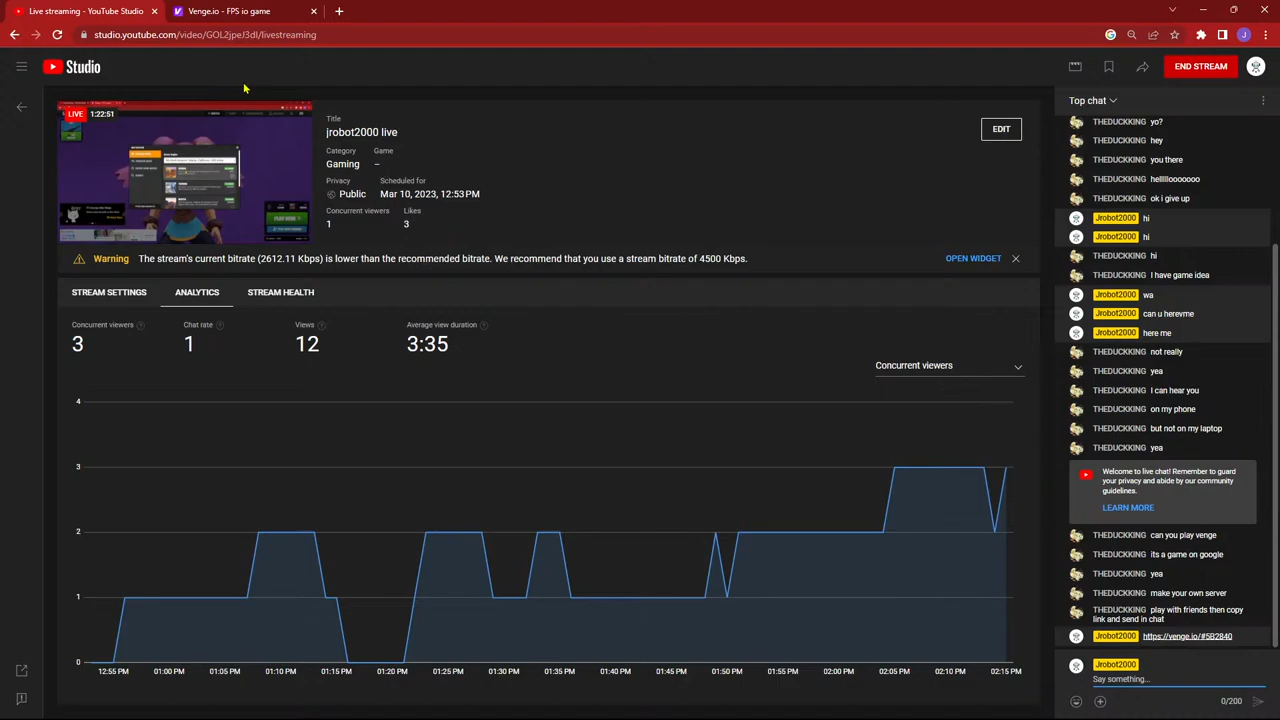 Live streaming - YouTube Studio
Venge.io - FPS io game
studio.youtube.com/video/GOL2jpeJ3dI/livestreaming
J
Studio
END STREAM
LIVE 1:22:51
Title
jrobot2000 live
EDIT
Category Game
Gaming –
Privacy Scheduled for
Public Mar 10, 2023, 12:53 PM
Concurrent viewers Likes
1 3
Warning The stream's current bitrate (2612.11 Kbps) is lower than the recommended bitrate. We recommend that you use a stream bitrate of 4500 Kbps.
OPEN WIDGET
STREAM SETTINGS ANALYTICS STREAM HEALTH
Concurrent viewers Chat rate Views Average view duration
3 1 12 3:35
Concurrent viewers
4
3
2
1
0
12:55 PM 01:00 PM 01:05 PM 01:10 PM 01:15 PM 01:20 PM 01:25 PM 01:30 PM 01:35 PM 01:40 PM 01:45 PM 01:50 PM 01:55 PM 02:00 PM 02:05 PM 02:10 PM 02:15 PM
Top chat
THEDUCKKING yo?
THEDUCKKING hey
THEDUCKKING you there
THEDUCKKING hellllloooooo
THEDUCKKING ok i give up
Jrobot2000 hi
Jrobot2000 hi
THEDUCKKING hi
THEDUCKKING I have game idea
Jrobot2000 wa
Jrobot2000 can u herevme
Jrobot2000 here me
THEDUCKKING not really
THEDUCKKING yea
THEDUCKKING I can hear you
THEDUCKKING on my phone
THEDUCKKING but not on my laptop
THEDUCKKING yea
Welcome to live chat! Remember to guard
your privacy and abide by our community
guidelines.
LEARN MORE
THEDUCKKING can you play venge
THEDUCKKING its a game on google
THEDUCKKING yea
THEDUCKKING make your own server
THEDUCKKING play with friends then copy
link and send in chat
Jrobot2000 https://venge.io/#5B2840
Jrobot2000
Say something...
0/200